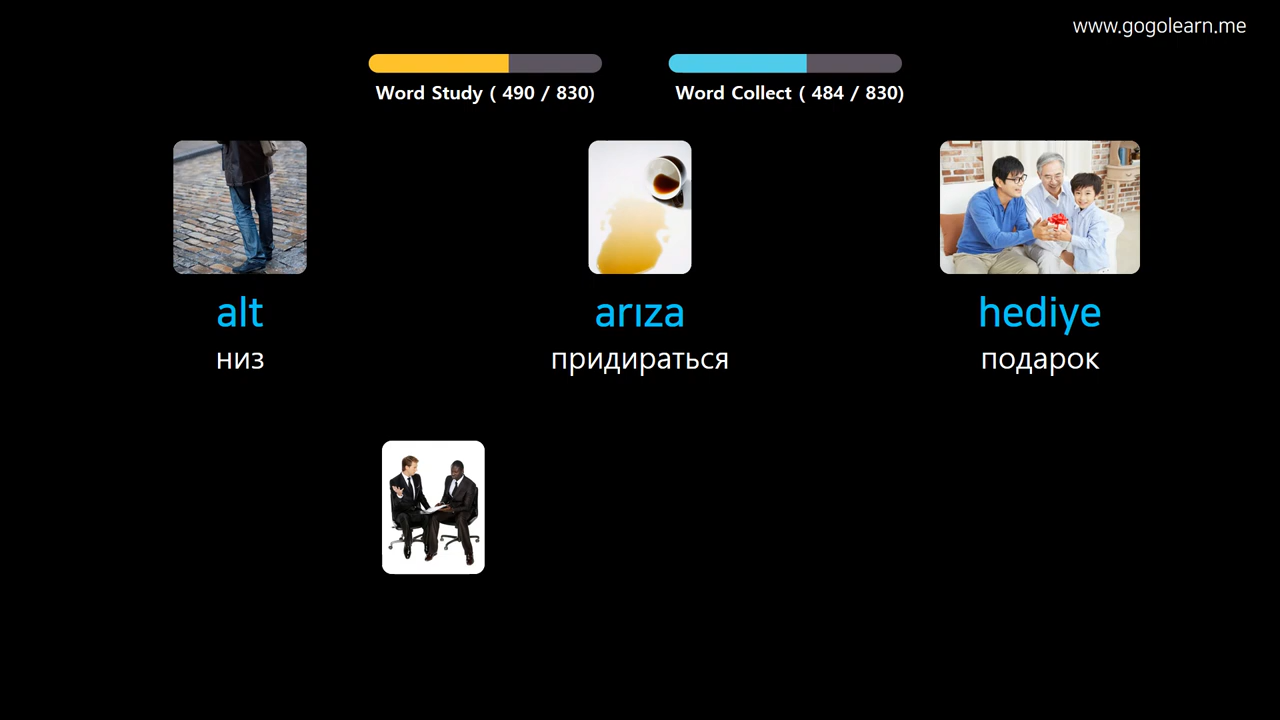 www.gogolearn.me
Word Study ( 490 / 830)
Word Collect ( 484 / 830)
alt
низ
arıza
придираться
hediye
подарок